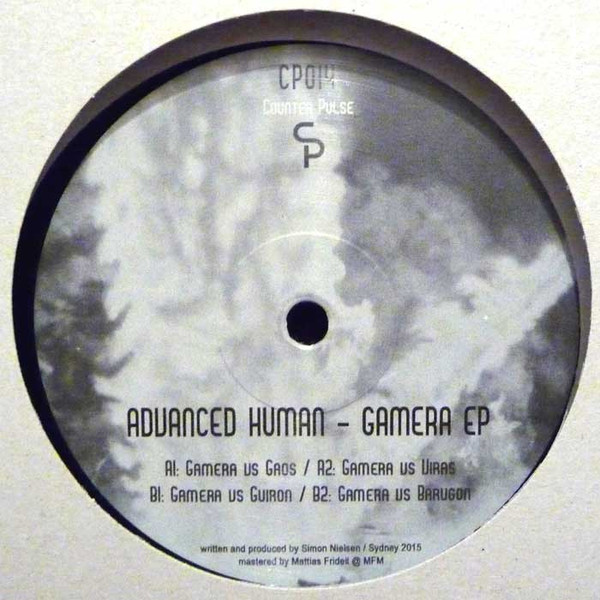 CP014
Counter Pulse
CP
ADVANCED HUMAN - GAMERA EP
A1: Gamera vs Gaos / A2: Gamera vs Viras
B1: Gamera vs Guiron / B2: Gamera vs Barugon
written and produced by Simon Nielsen / Sydney 2015
mastered by Mattias Fridell @ MFM